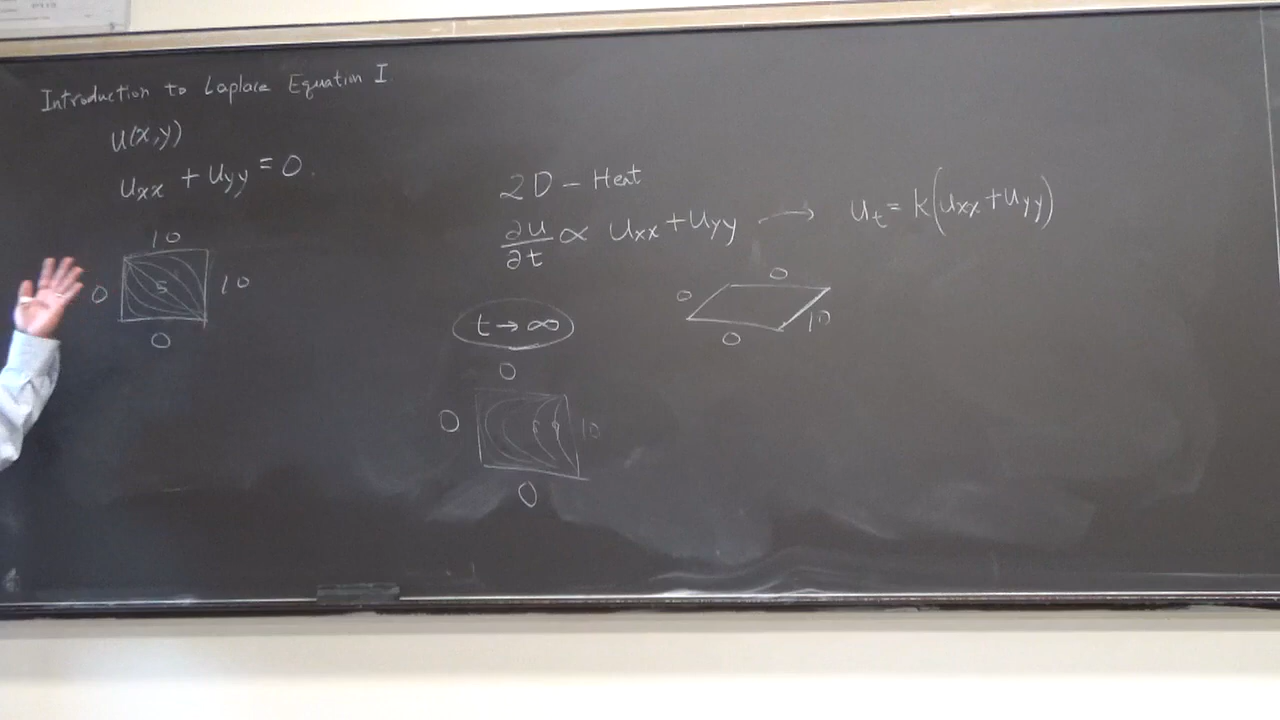 Introduction to Laplace Equation I
u(x,y)
uxx + uyy = 0.
10
0 5 10
0
2D - Heat
∂u/∂t ∝ uxx + uyy → ut = k(uxx + uyy)
t → ∞
0
0 10
0
0
0 10
0